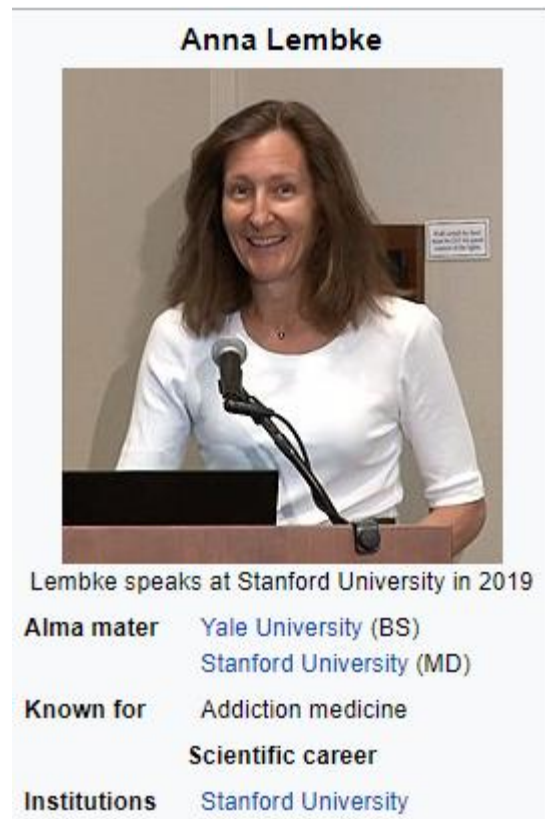 Anna Lembke
Lembke speaks at Stanford University in 2019
Alma mater Yale University (BS)
Stanford University (MD)
Known for Addiction medicine
Scientific career
Institutions Stanford University